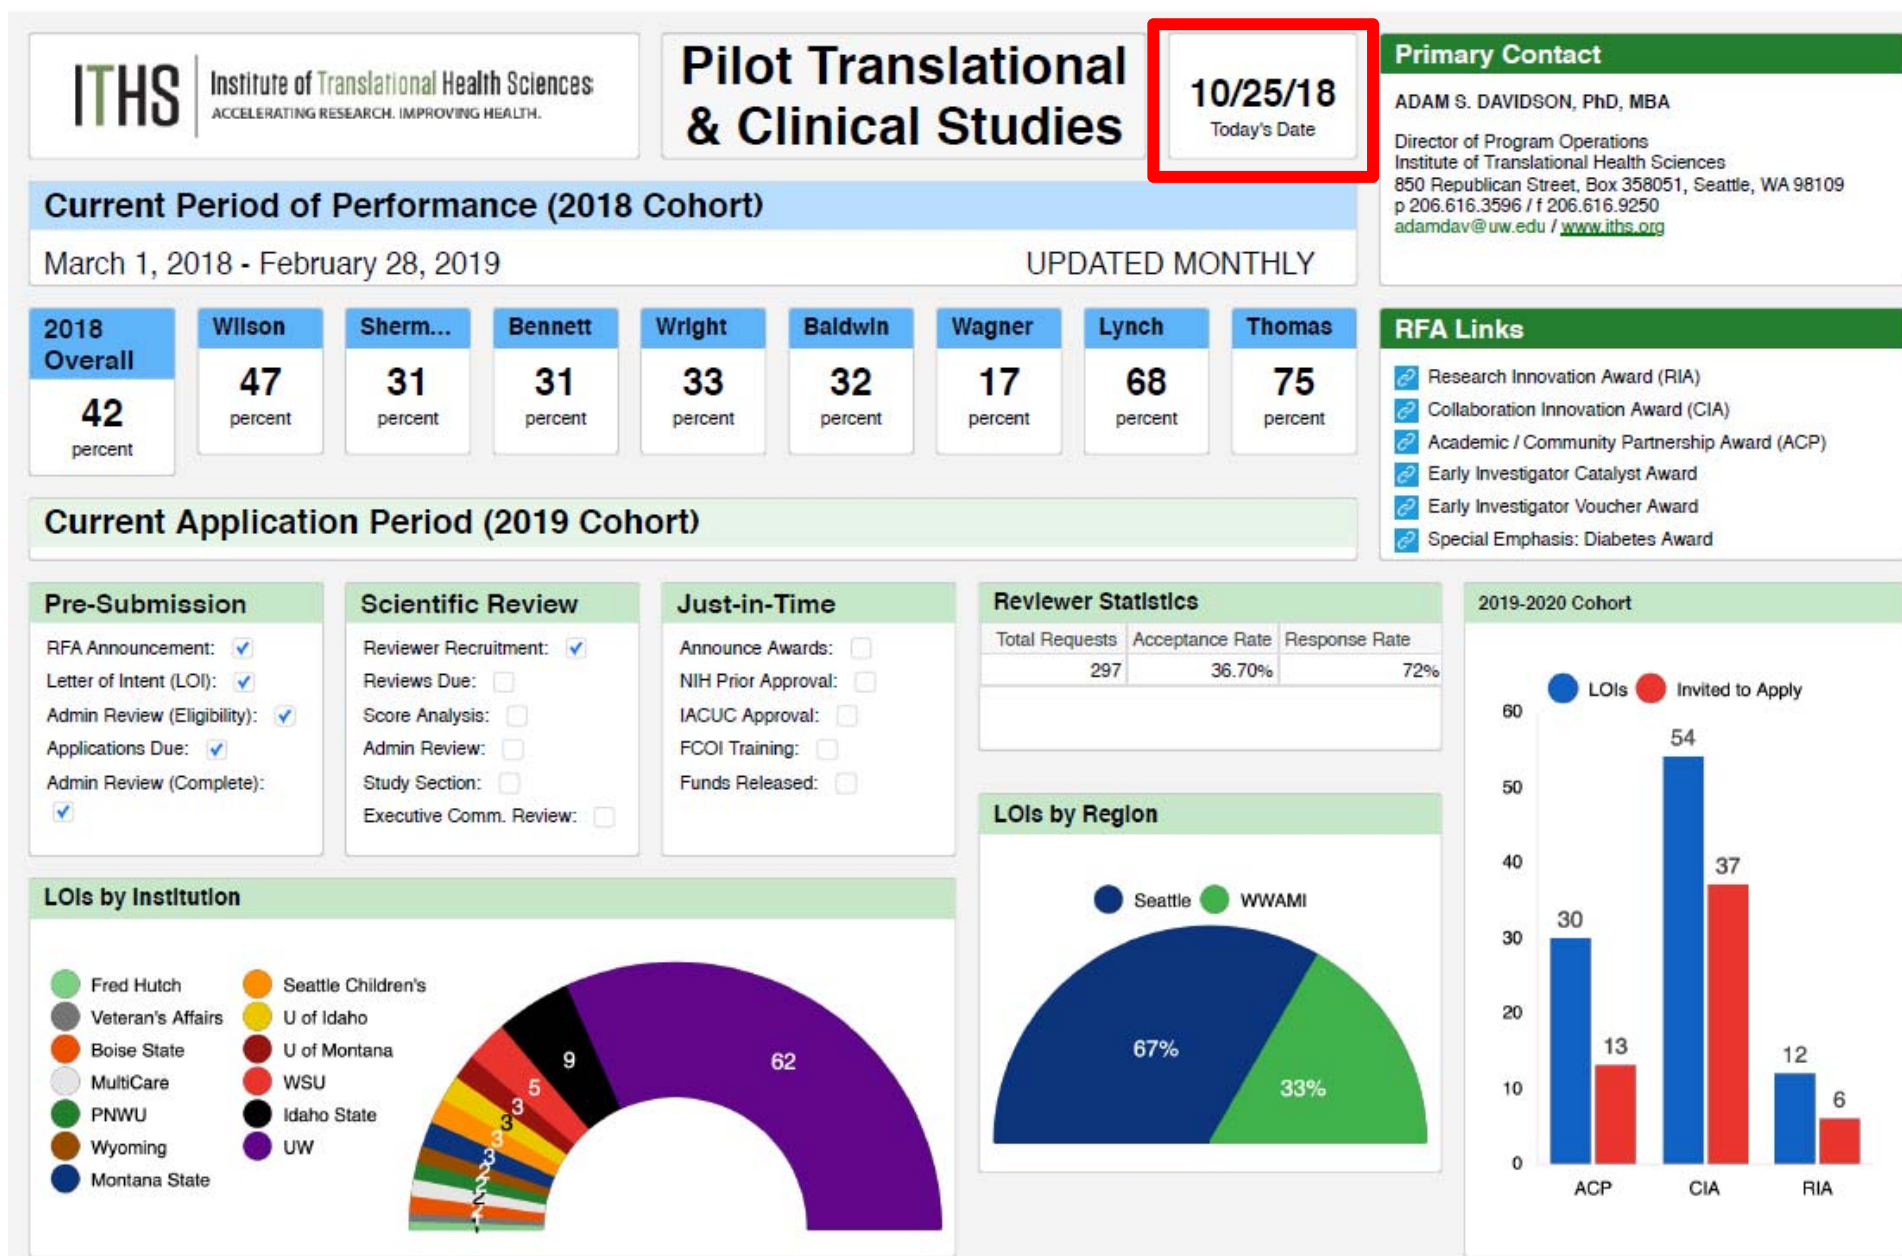 ITHS
Institute of Translational Health Sciences
ACCELERATING RESEARCH. IMPROVING HEALTH.
Pilot Translational
& Clinical Studies
10/25/18
Today's Date
Primary Contact
ADAM S. DAVIDSON, PhD, MBA
Director of Program Operations
Institute of Translational Health Sciences
850 Republican Street, Box 358051, Seattle, WA 98109
p 206.616.3596 / f 206.616.9250
adamdav@uw.edu / www.iths.org
Current Period of Performance (2018 Cohort)
March 1, 2018 - February 28, 2019 UPDATED MONTHLY
2018
Overall
42
percent
Wilson
47
percent
Sherm...
31
percent
Bennett
31
percent
Wright
33
percent
Baldwin
32
percent
Wagner
17
percent
Lynch
68
percent
Thomas
75
percent
RFA Links
Research Innovation Award (RIA)
Collaboration Innovation Award (CIA)
Academic / Community Partnership Award (ACP)
Early Investigator Catalyst Award
Early Investigator Voucher Award
Special Emphasis: Diabetes Award
Current Application Period (2019 Cohort)
Pre-Submission
RFA Announcement:
Letter of Intent (LOI):
Admin Review (Eligibility):
Applications Due:
Admin Review (Complete):
Scientific Review
Reviewer Recruitment:
Reviews Due:
Score Analysis:
Admin Review:
Study Section:
Executive Comm. Review:
Just-in-Time
Announce Awards:
NIH Prior Approval:
IACUC Approval:
FCOI Training:
Funds Released:
Reviewer Statistics
Total Requests Acceptance Rate Response Rate
297 36.70% 72%
LOIs by Region
Seattle WWAMI
67%
33%
2019-2020 Cohort
LOIs Invited to Apply
60
50
40
30
20
10
0
30
13
54
37
12
6
ACP CIA RIA
LOIs by Institution
Fred Hutch
Veteran's Affairs
Boise State
MultiCare
PNWU
Wyoming
Montana State
Seattle Children's
U of Idaho
U of Montana
WSU
Idaho State
UW
62
9
5
3
3
3
3
2
2
2
2